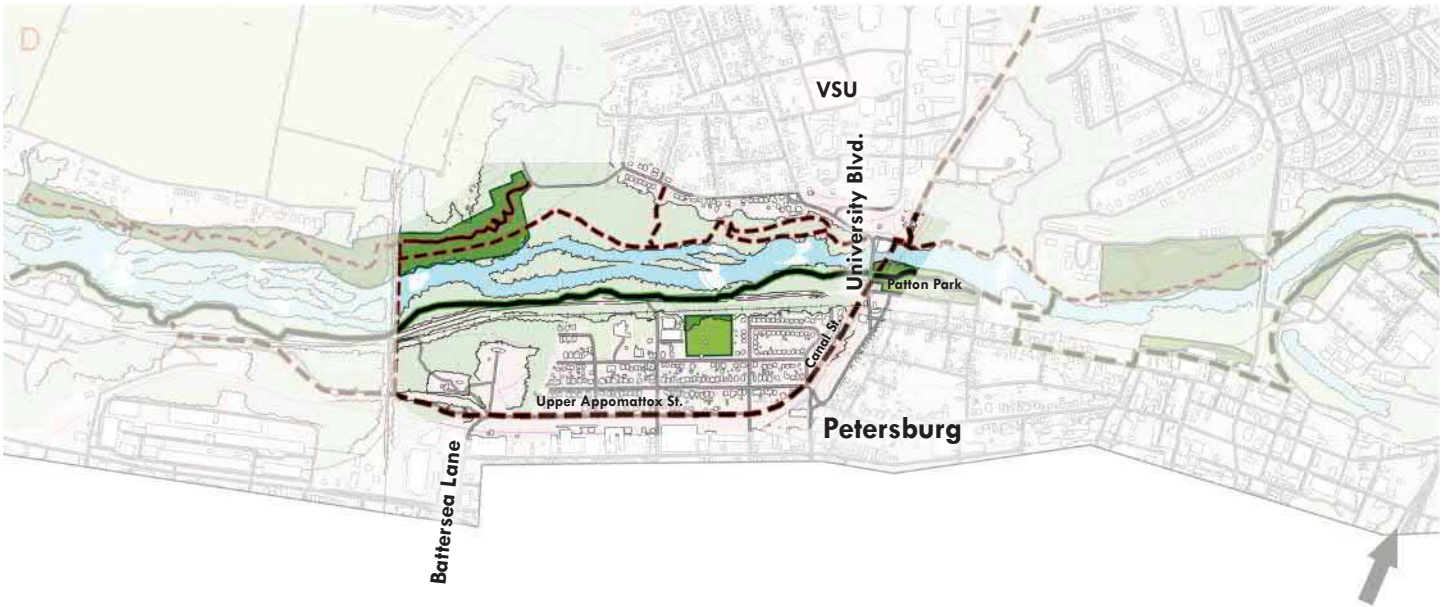 D
VSU
University Blvd.
Patton Park
Canal St.
Upper Appomattox St.
Petersburg
Battersea Lane